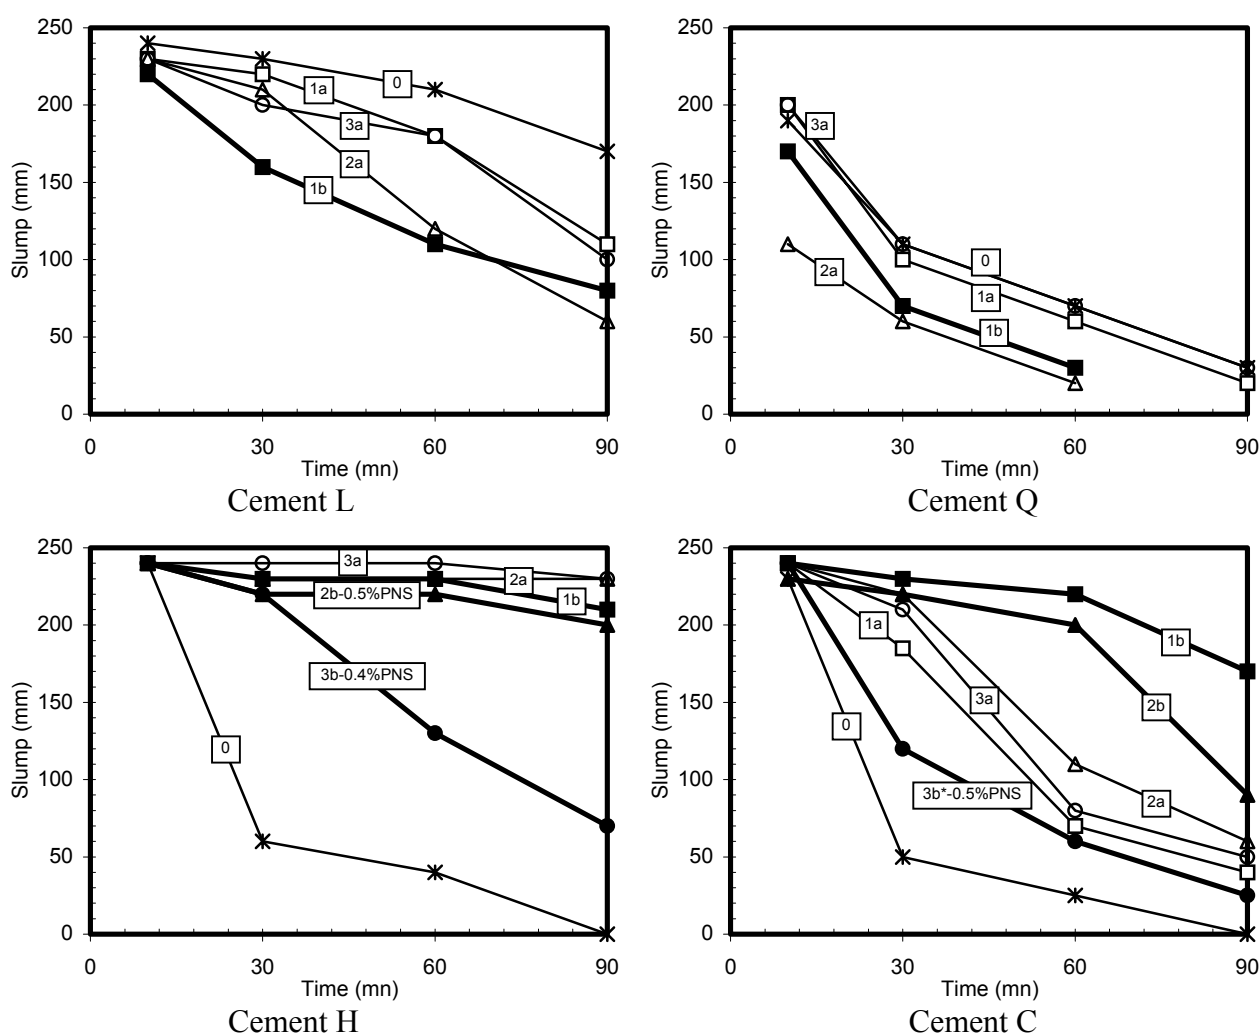 250
200
150
100
50
0
Slump (mm)
0
1a
3a
2a
1b
0 30 60 90
Time (mn)
Cement L
250
200
150
100
50
0
Slump (mm)
3a
0
2a
1a
1b
0 30 60 90
Time (mn)
Cement Q
250
200
150
100
50
0
Slump (mm)
3a
2a
2b-0.5%PNS
1b
3b-0.4%PNS
0
0 30 60 90
Time (mn)
Cement H
250
200
150
100
50
0
Slump (mm)
1a
1b
3a
2b
0
3b*-0.5%PNS
2a
0 30 60 90
Time (mn)
Cement C